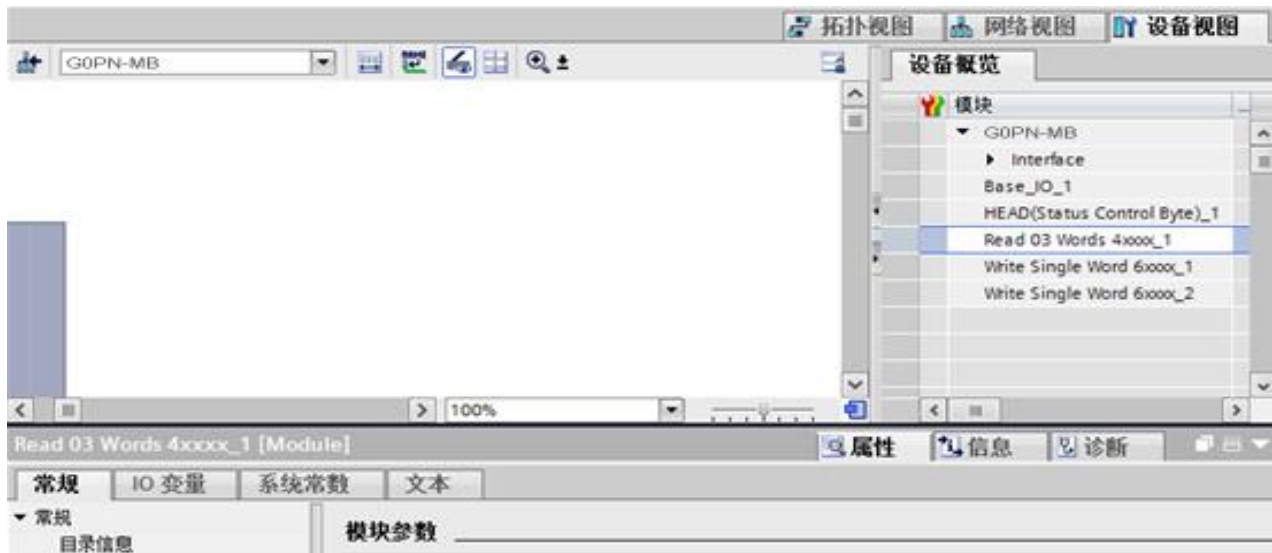 拓扑视图 网络视图 设备视图
G0PN-MB
设备概览
模块 ...
G0PN-MB
Interface
Base_IO_1
HEAD(Status Control Byte)_1
Read 03 Words 4xxxx_1
Write Single Word 6xxxx_1
Write Single Word 6xxxx_2
100%
Read 03 Words 4xxxx_1 [Module]
属性 信息 诊断
常规 IO 变量 系统常数 文本
常规
目录信息
模块参数